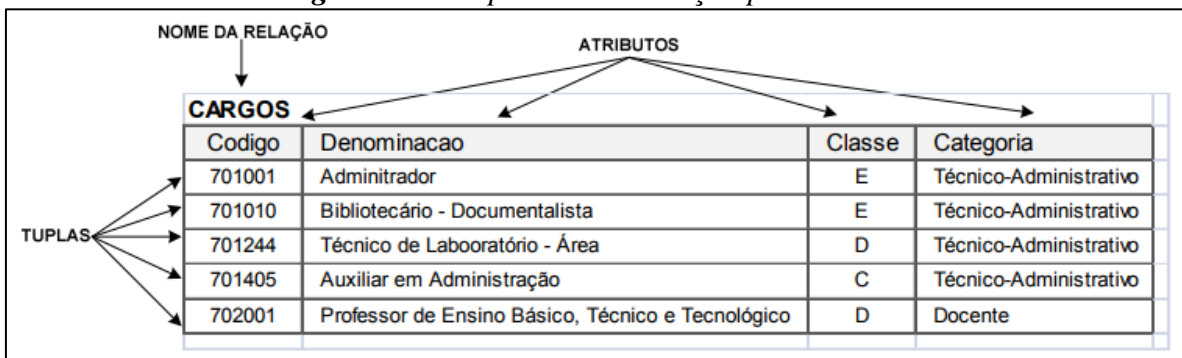 NOME DA RELAÇÃO
ATRIBUTOS
CARGOS
Codigo Denominacao Classe Categoria
701001 Adminitrador E Técnico-Administrativo
701010 Bibliotecário - Documentalista E Técnico-Administrativo
TUPLAS
701244 Técnico de Labooratório - Área D Técnico-Administrativo
701405 Auxiliar em Administração C Técnico-Administrativo
702001 Professor de Ensino Básico, Técnico e Tecnológico D Docente